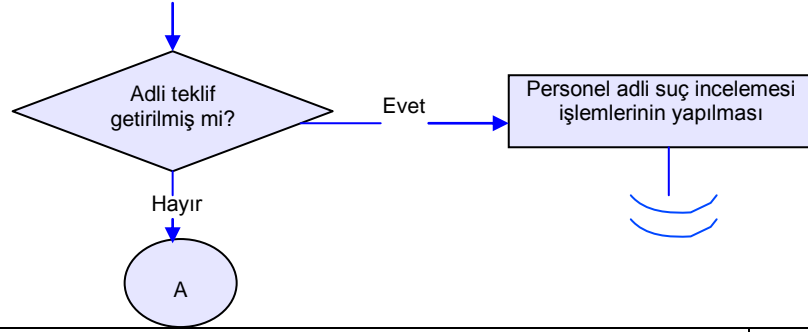 Adli teklif
getirilmiş mi?
Evet
Personel adli suç incelemesi
işlemlerinin yapılması
Hayır
A